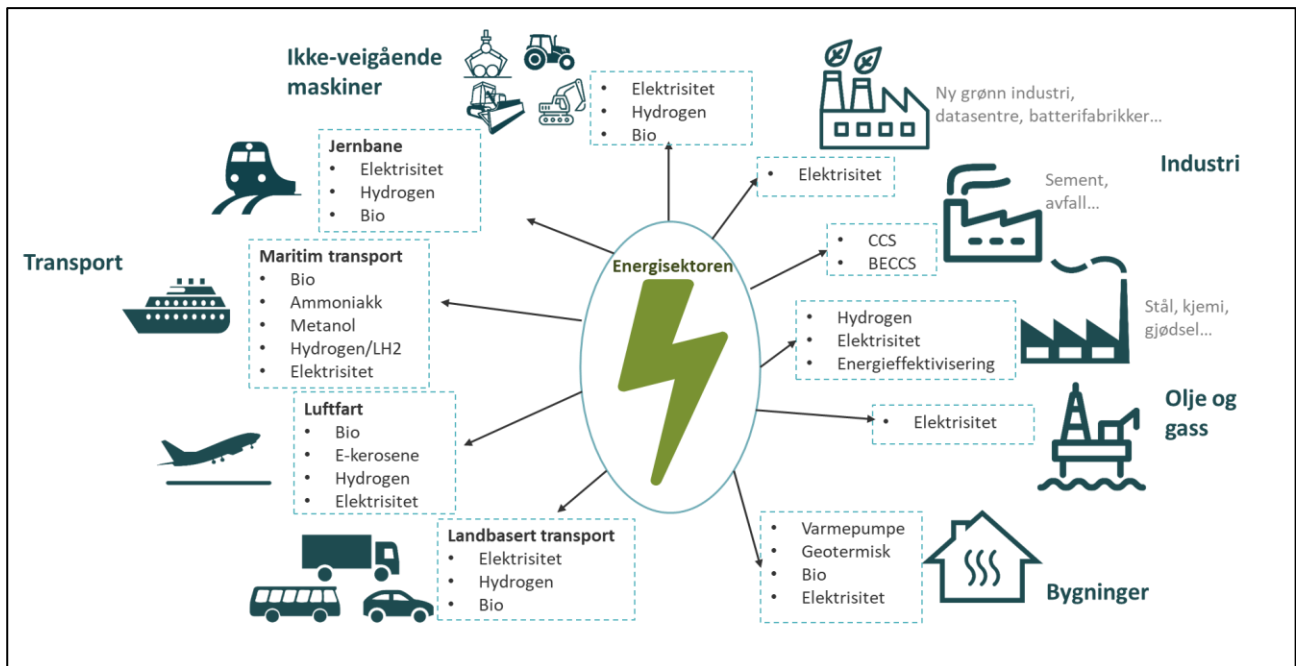 Ikke-veigående
maskiner
• Elektrisitet
• Hydrogen
• Bio
Ny grønn industri,
datasentre, batterifabrikker...
Jernbane
• Elektrisitet
• Hydrogen
• Bio
• Elektrisitet
Industri
Sement,
avfall...
Transport
Maritim transport
• Bio
• Ammoniakk
• Metanol
• Hydrogen/LH2
• Elektrisitet
Energisektoren
• CCS
• BECCS
• Hydrogen
• Elektrisitet
• Energieffektivisering
Stål, kjemi,
gjødsel...
Luftfart
• Bio
• E-kerosene
• Hydrogen
• Elektrisitet
• Elektrisitet
Olje og
gass
Landbasert transport
• Elektrisitet
• Hydrogen
• Bio
• Varmepumpe
• Geotermisk
• Bio
• Elektrisitet
Bygninger